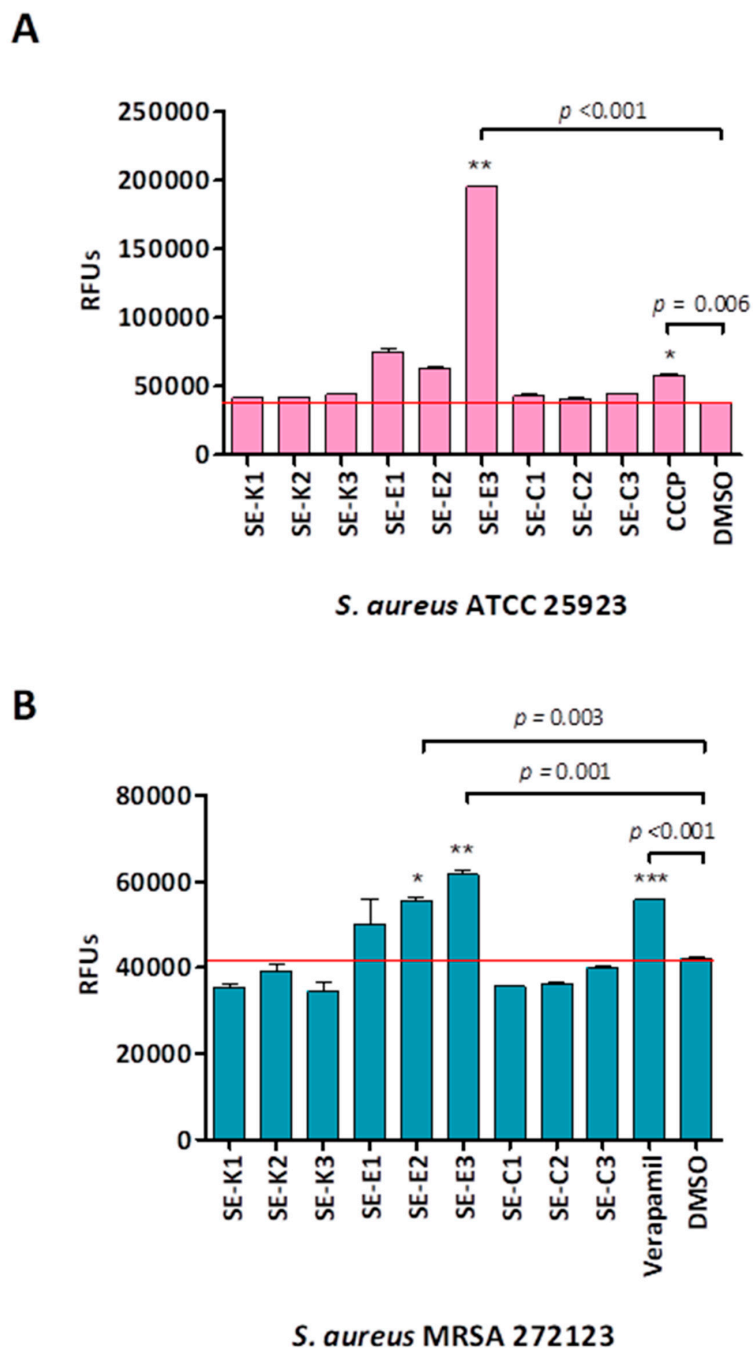 A
p <0.001
250000
**
200000
150000
RFUs
p = 0.006
100000
*
50000
0
SE-K1
SE-K2
SE-K3
SE-E1
SE-E2
SE-E3
SE-C1
SE-C2
SE-C3
CCCP
DMSO
S. aureus ATCC 25923
B
p = 0.003
p = 0.001
80000
p <0.001
**
60000
*
***
RFUs
40000
20000
0
SE-K1
SE-K2
SE-K3
SE-E1
SE-E2
SE-E3
SE-C1
SE-C2
SE-C3
Verapamil
DMSO
S. aureus MRSA 272123